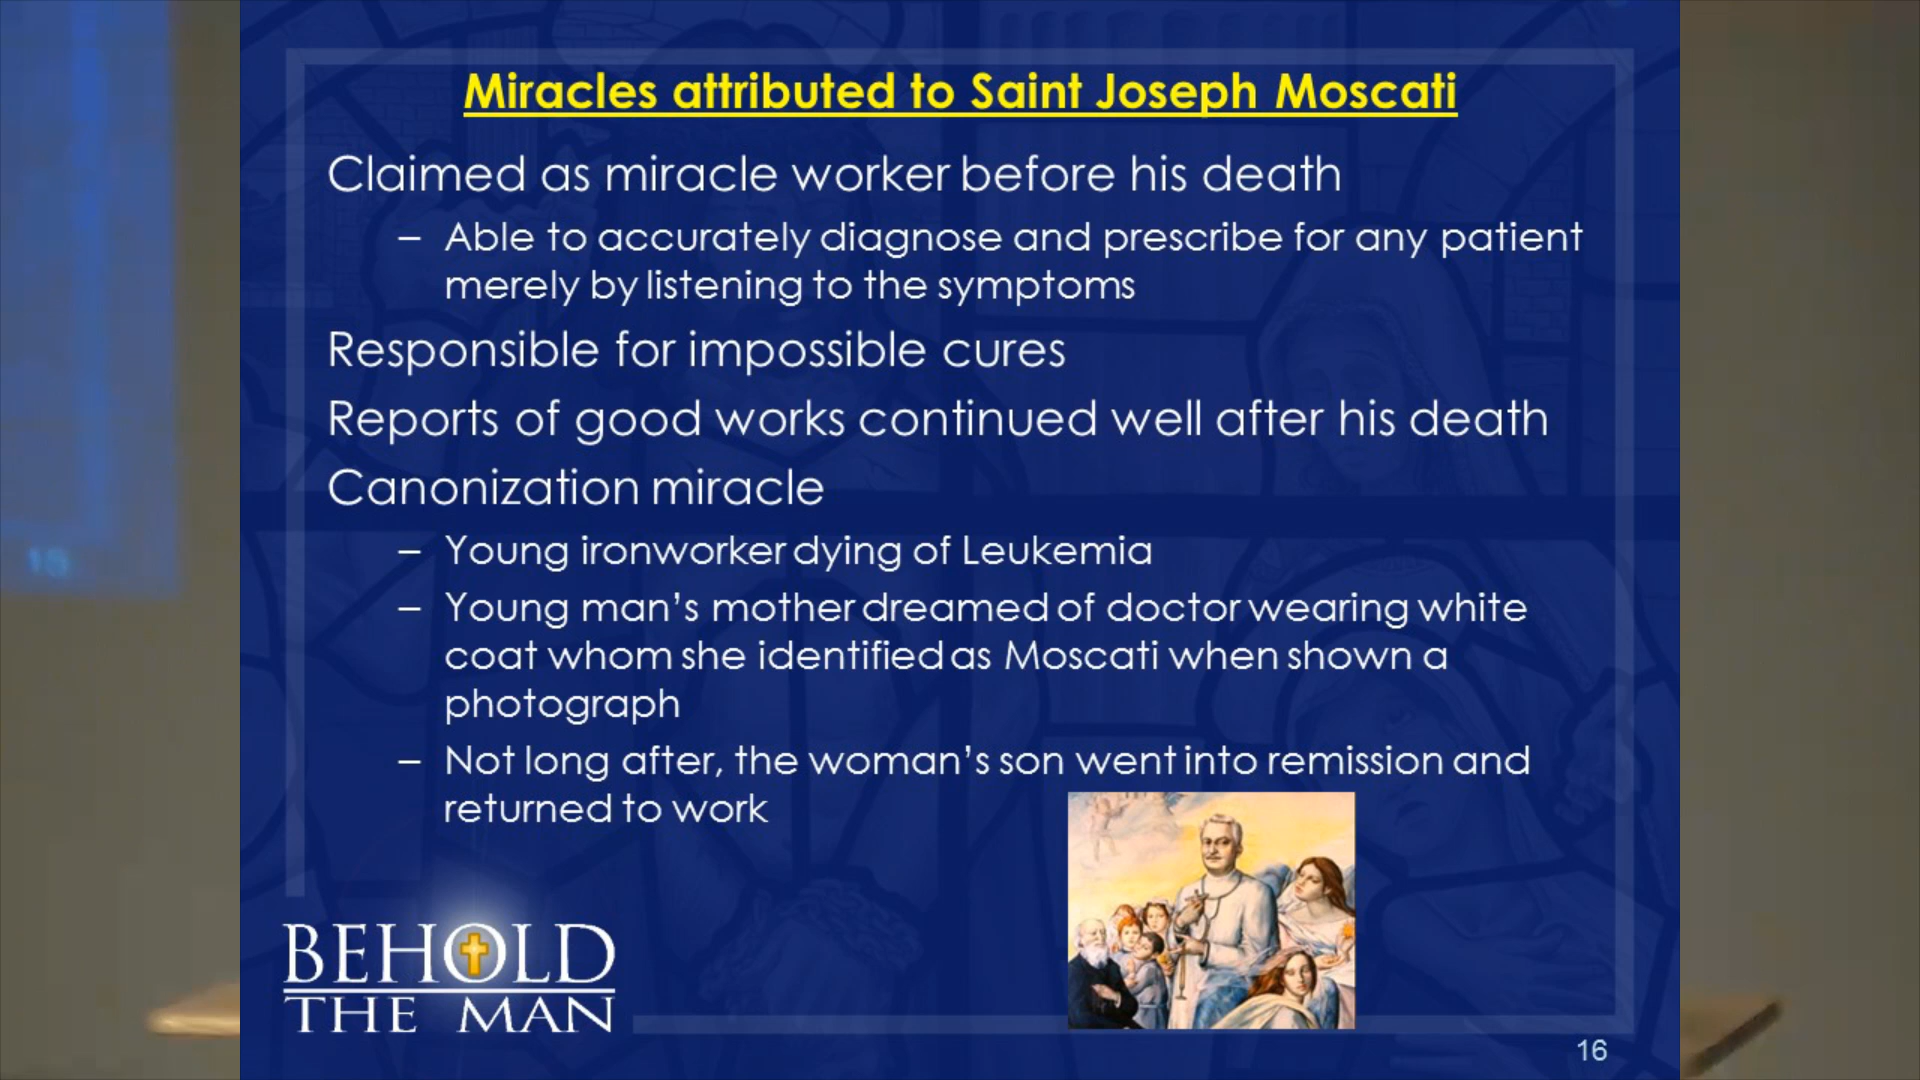 Miracles attributed to Saint Joseph Moscati
Claimed as miracle worker before his death
– Able to accurately diagnose and prescribe for any patient
merely by listening to the symptoms
Responsible for impossible cures
Reports of good works continued well after his death
Canonization miracle
– Young ironworker dying of Leukemia
– Young man's mother dreamed of doctor wearing white
coat whom she identified as Moscati when shown a
photograph
– Not long after, the woman's son went into remission and
returned to work
BEHOLD
THE MAN
16